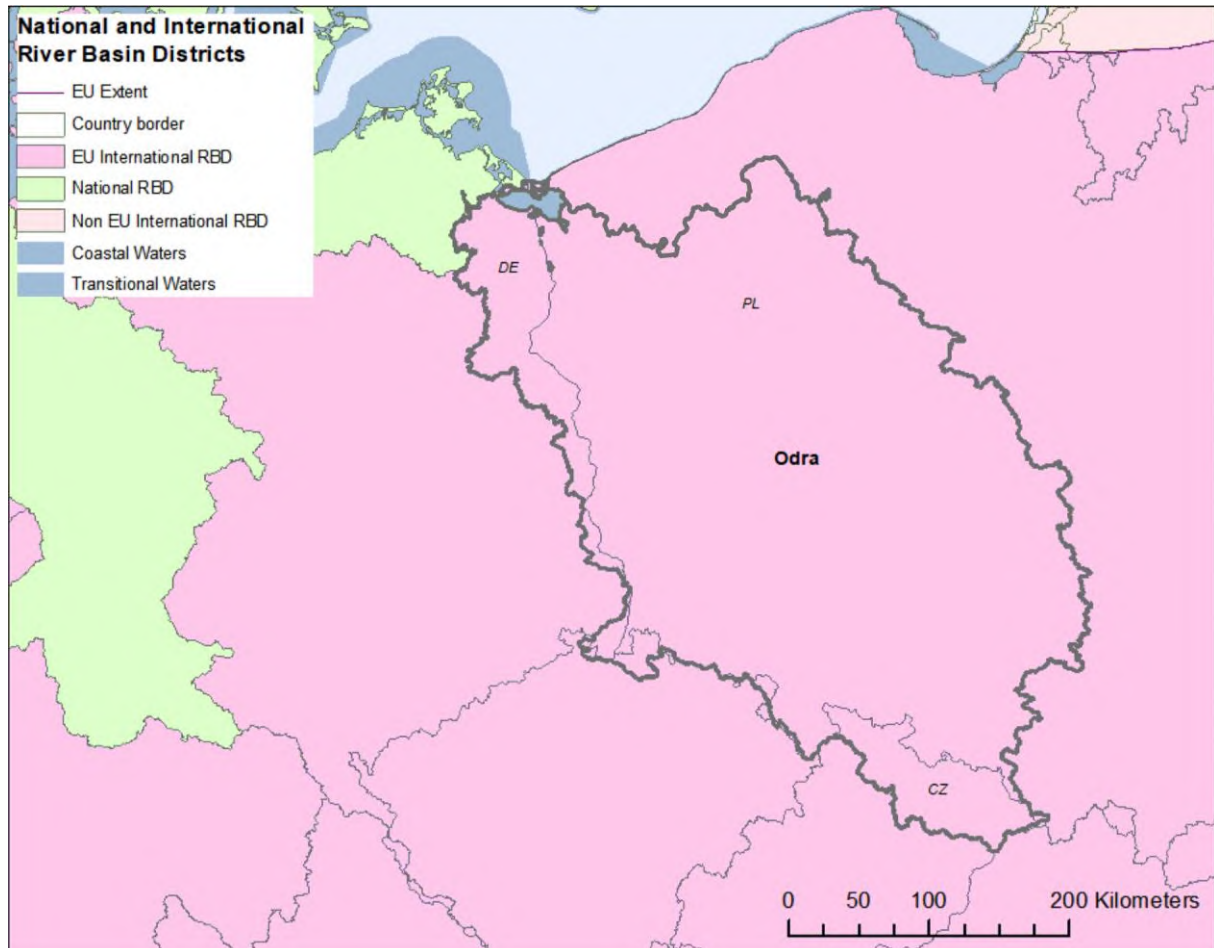 National and International
River Basin Districts
EU Extent
Country border
EU International RBD
National RBD
Non EU International RBD
Coastal Waters
Transitional Waters
DE
PL
Odra
CZ
0 50 100 200 Kilometers